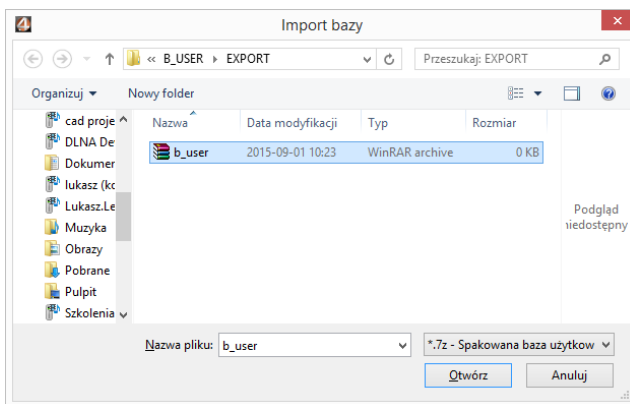 Import bazy
« B_USER ▸ EXPORT
Przeszukaj: EXPORT
Organizuj
Nowy folder
cad proje
DLNA De
Dokumer
lukasz (kc
Lukasz.Le
Muzyka
Obrazy
Pobrane
Pulpit
Szkolenia
Nazwa Data modyfikacji Typ Rozmiar
b_user 2015-09-01 10:23 WinRAR archive 0 KB
Podgląd
niedostępny
Nazwa pliku: b_user
*.7z - Spakowana baza użytkow
Otwórz Anuluj